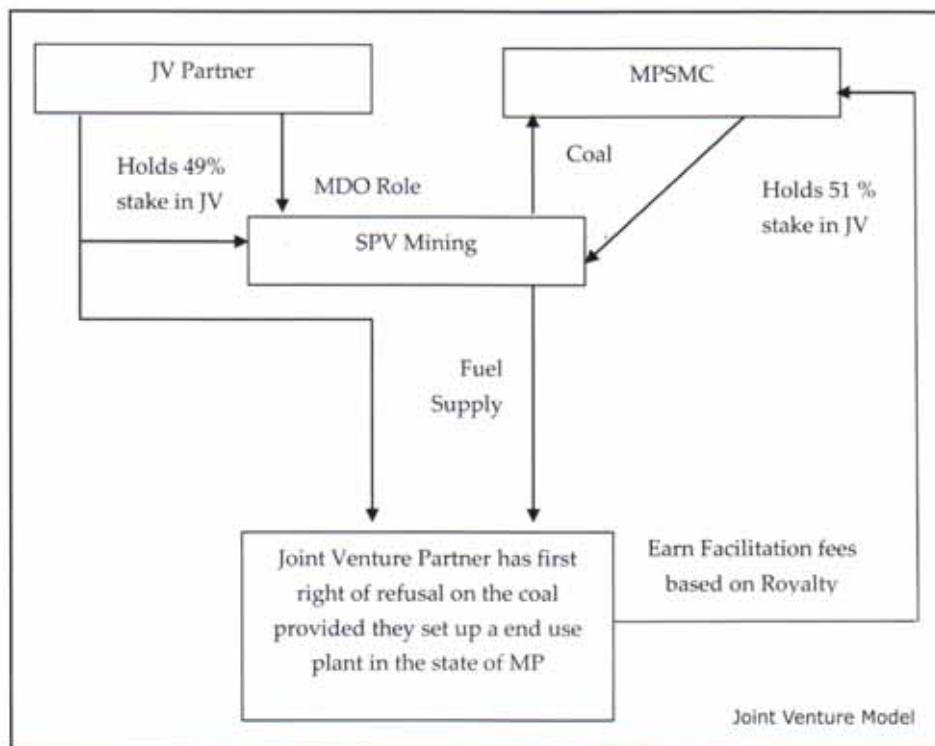 JV Partner
MPSMC
Holds 49%
stake in JV
MDO Role
Coal
Holds 51 %
stake in JV
SPV Mining
Fuel
Supply
Joint Venture Partner has first
right of refusal on the coal
provided they set up a end use
plant in the state of MP
Earn Facilitation fees
based on Royalty
Joint Venture Model